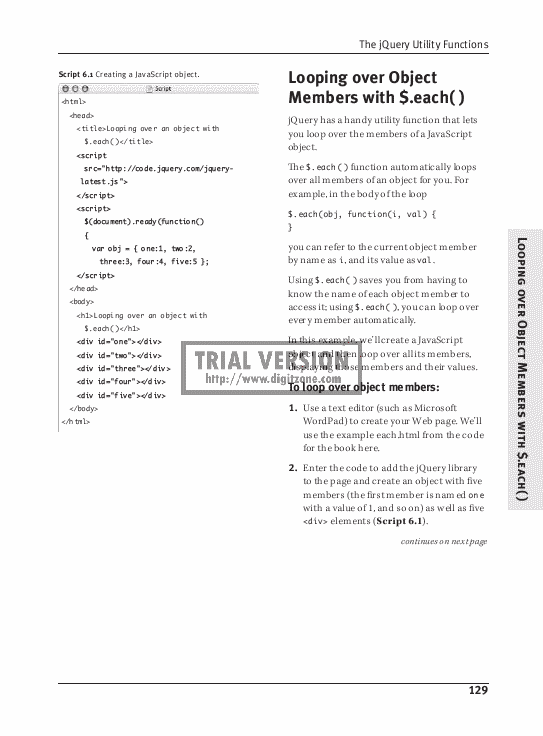 The jQuery Utility Functions
Script 6.1 Creating a JavaScript object.
Script
<html>
<head>
<title>Looping over an object with
$.each()</title>
<script
src="http://code.jquery.com/jquery-
latest.js">
</script>
<script>
$(document).ready(function()
{
var obj = { one:1, two:2,
three:3, four:4, five:5 };
</script>
</head>
<body>
<h1>Looping over an object with
$.each()</h1>
<div id="one"></div>
<div id="two"></div>
<div id="three"></div>
<div id="four"></div>
<div id="five"></div>
</body>
</html>
Looping over Object
Members with $.each()
jQuery has a handy utility function that lets
you loop over the members of a JavaScript
object.
The $.each() function automatically loops
over all members of an object for you. For
example, in the body of the loop
$.each(obj, function(i, val) {
}
you can refer to the current object member
by name as i, and its value as val.
Using $.each() saves you from having to
know the name of each object member to
access it; using $.each(), you can loop over
every member automatically.
In this example, we'll create a JavaScript
object and then loop over all its members,
displaying those members and their values.
To loop over object members:
1. Use a text editor (such as Microsoft
WordPad) to create your Web page. We'll
use the example each.html from the code
for the book here.
2. Enter the code to add the jQuery library
to the page and create an object with five
members (the first member is named one
with a value of 1, and so on) as well as five
<div> elements (Script 6.1).
continues on next page
Looping over Object Members with $.each()
TRIAL VERSION
http://www.digitzone.com
129